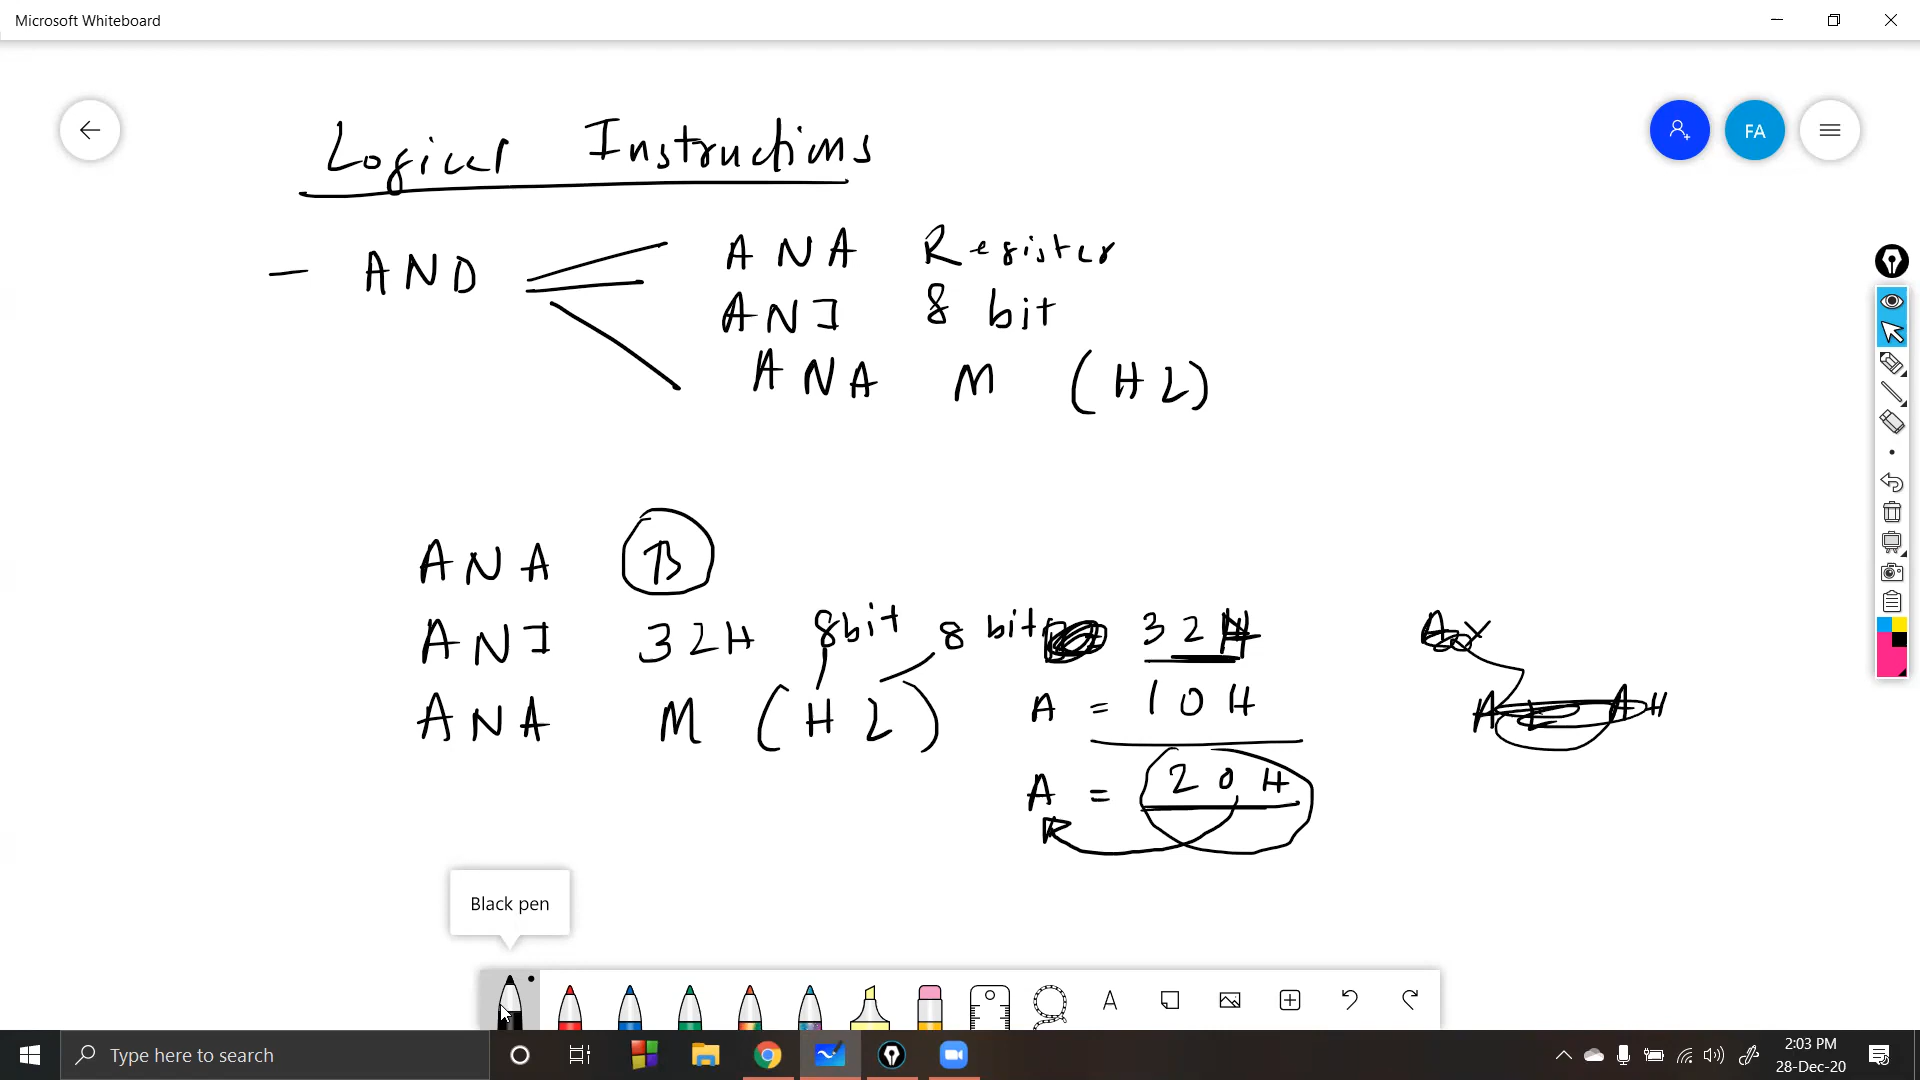 Microsoft Whiteboard
Logical Instructions
FA
- AND
ANA Register
ANI 8 bit
ANA M (HL)
ANA B
ANI 32H 8bit 8 bit 32H
ANA M (HL) A = 10H
A = 20H
Black pen
Type here to search
2:03 PM
28-Dec-20